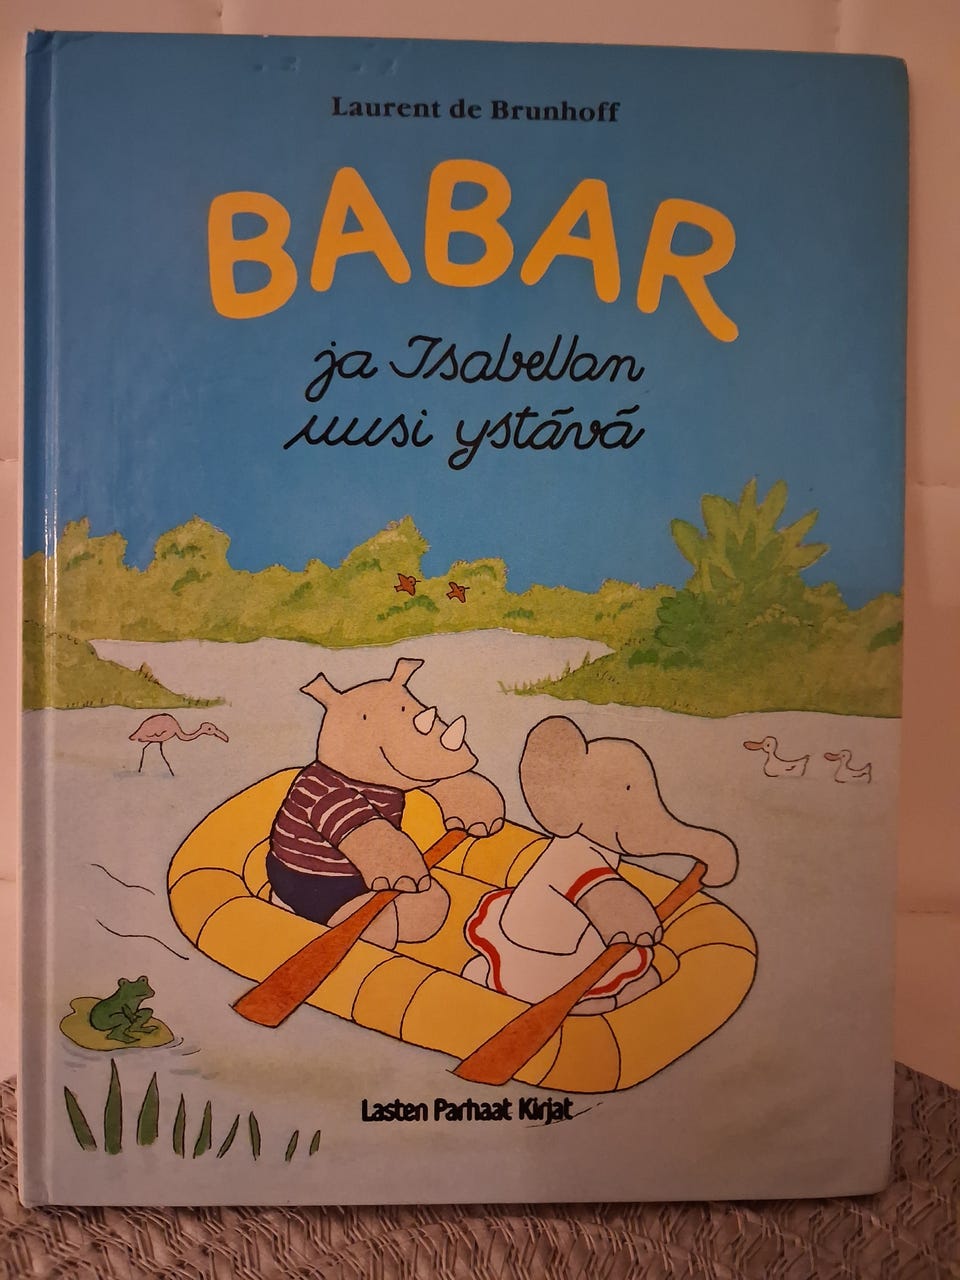 Laurent de Brunhoff
BABAR
ja Isabellan
uusi ystävä
Lasten Parhaat Kirjat